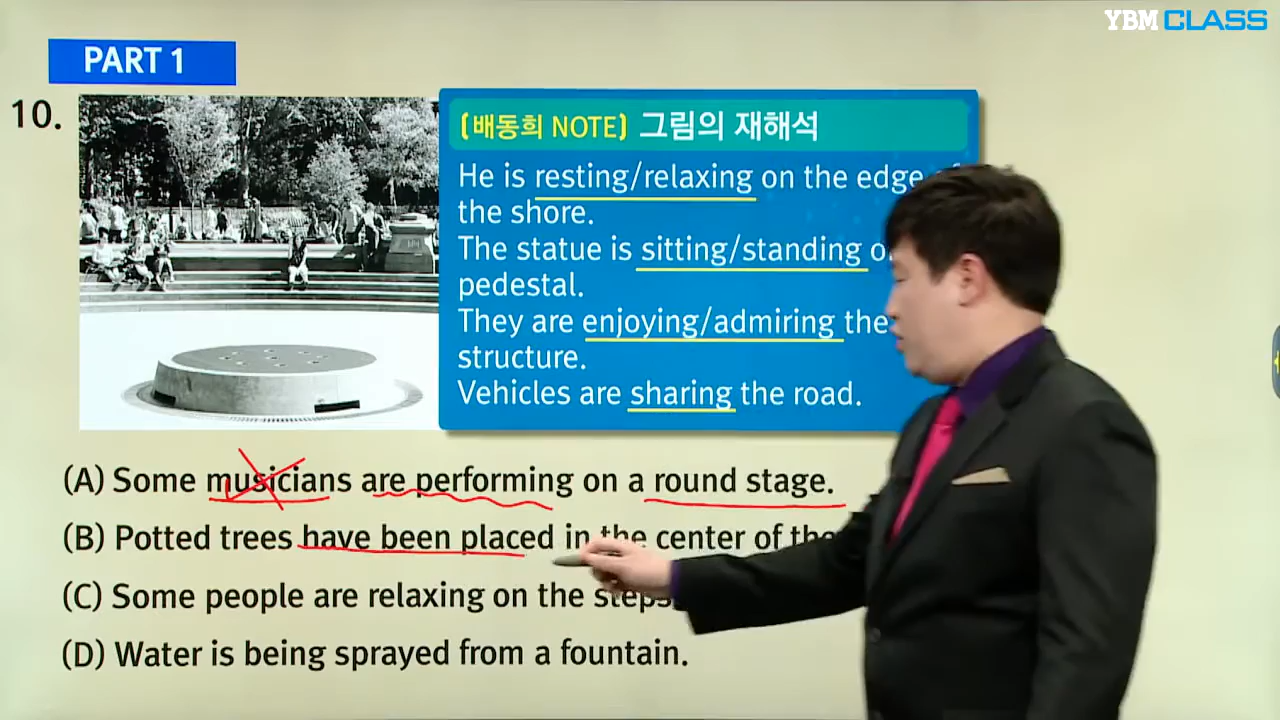 YBM CLASS
PART 1
10.
[배동희 NOTE] 그림의 재해석
He is resting/relaxing on the edge
the shore.
The statue is sitting/standing
pedestal.
They are enjoying/admiring the
structure.
Vehicles are sharing the road.
(A) Some musicians are performing on a round stage.
(B) Potted trees have been placed in the center of the
(C) Some people are relaxing on the steps
(D) Water is being sprayed from a fountain.